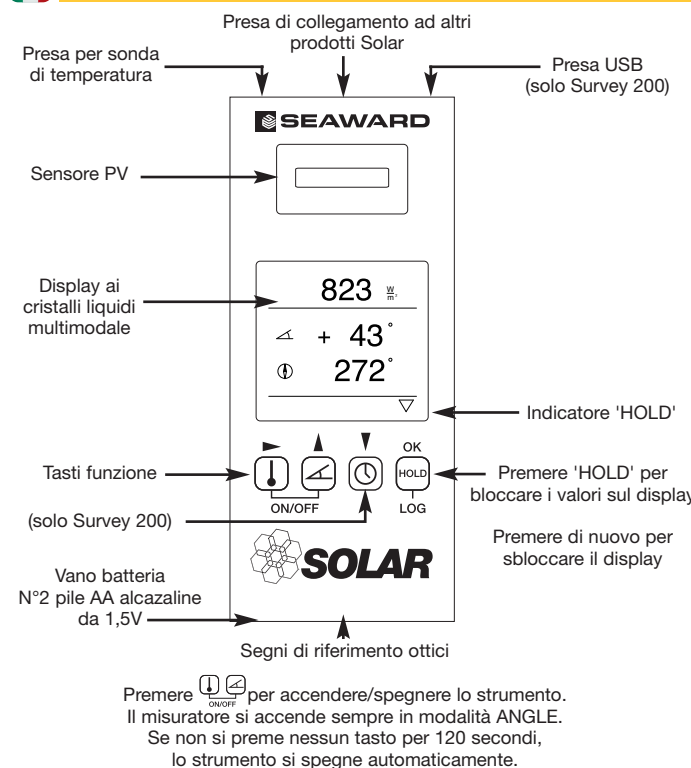 Presa di collegamento ad altri
prodotti Solar
Presa per sonda
di temperatura
Presa USB
(solo Survey 200)
SEAWARD
Sensore PV
Display ai
cristalli liquidi
multimodale
823 W/m²
+ 43°
272°
Indicatore 'HOLD'
OK
Tasti funzione
HOLD
Premere 'HOLD' per
bloccare i valori sul display
ON/OFF
LOG
(solo Survey 200)
Premere di nuovo per
sbloccare il display
SOLAR
Vano batteria
N°2 pile AA alcazaline
da 1,5V
Segni di riferimento ottici
Premere ON/OFF per accendere/spegnere lo strumento.
Il misuratore si accende sempre in modalità ANGLE.
Se non si preme nessun tasto per 120 secondi,
lo strumento si spegne automaticamente.